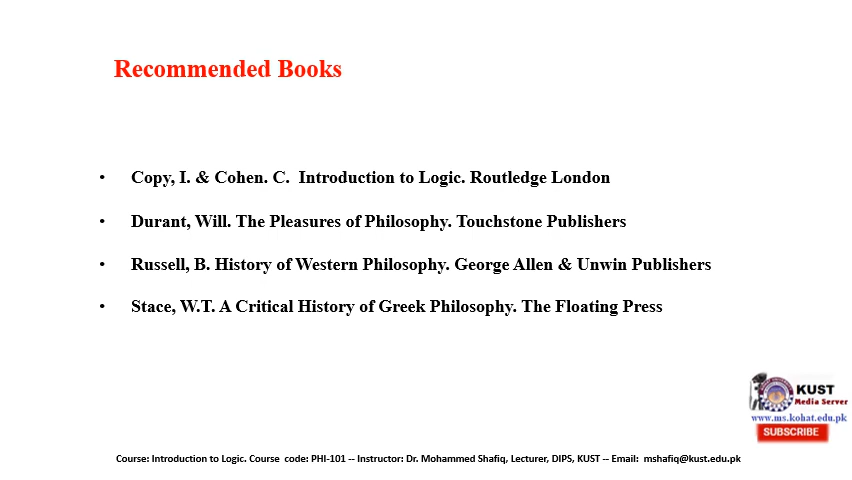 Recommended Books
• Copy, I. & Cohen. C.  Introduction to Logic. Routledge London
• Durant, Will. The Pleasures of Philosophy. Touchstone Publishers
• Russell, B. History of Western Philosophy. George Allen & Unwin Publishers
• Stace, W.T. A Critical History of Greek Philosophy. The Floating Press
KUST
Media Server
www.ms.kohat.edu.pk
SUBSCRIBE
Course: Introduction to Logic. Course  code: PHI-101 -- Instructor: Dr. Mohammed Shafiq, Lecturer, DIPS, KUST -- Email:  mshafiq@kust.edu.pk